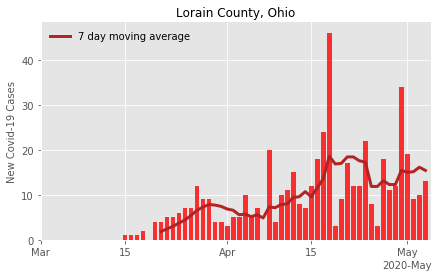 Lorain County, Ohio
7 day moving average
New Covid-19 Cases
40
30
20
10
0
Mar
15
Apr
15
May
2020-May